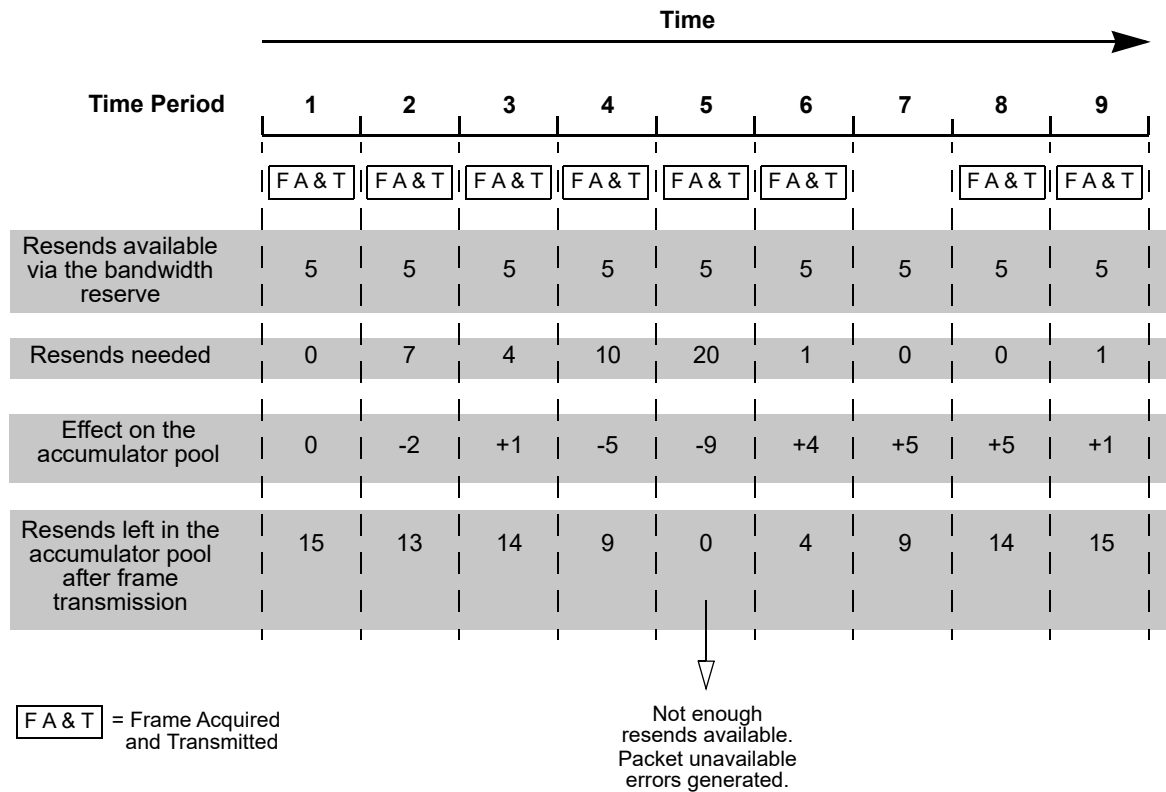 Time
Time Period 1 2 3 4 5 6 7 8 9
F A & T F A & T F A & T F A & T F A & T F A & T F A & T F A & T
Resends available
via the bandwidth
reserve
5 5 5 5 5 5 5 5 5
Resends needed 0 7 4 10 20 1 0 0 1
Effect on the
accumulator pool
0 -2 +1 -5 -9 +4 +5 +5 +1
Resends left in the
accumulator pool
after frame
transmission
15 13 14 9 0 4 9 14 15
F A & T = Frame Acquired
and Transmitted
Not enough
resends available.
Packet unavailable
errors generated.